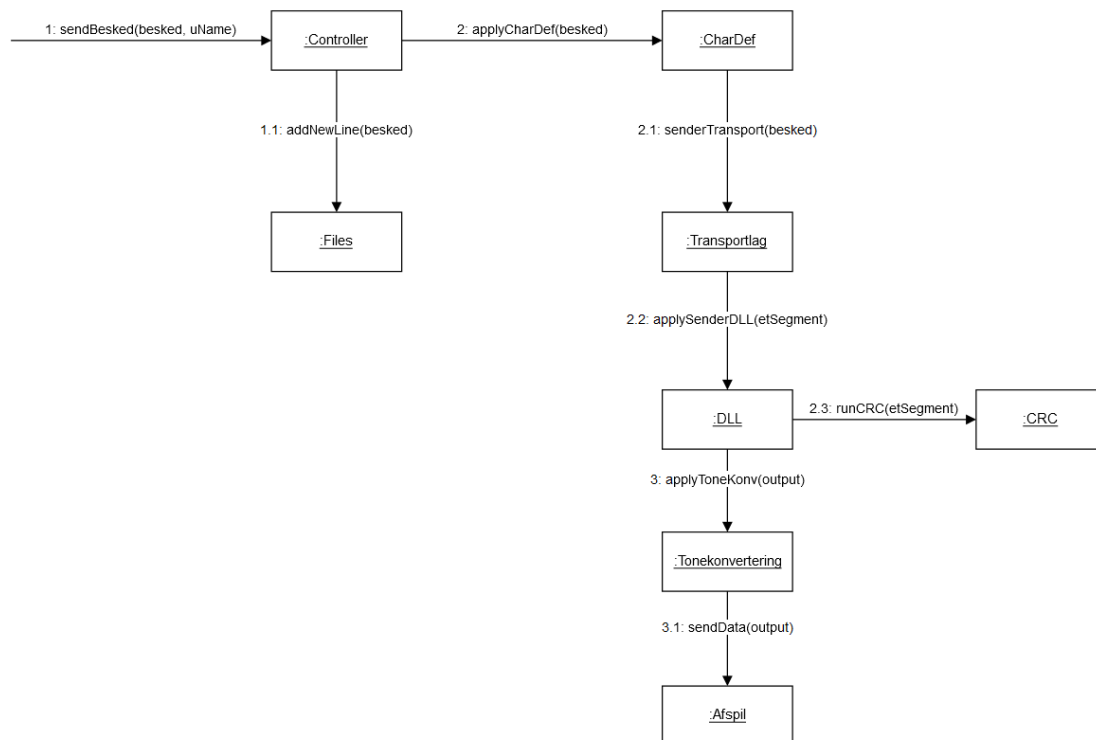 1: sendBesked(besked, uName)
:Controller
2: applyCharDef(besked)
:CharDef
1.1: addNewLine(besked)
2.1: senderTransport(besked)
:Files
:Transportlag
2.2: applySenderDLL(etSegment)
:DLL
2.3: runCRC(etSegment)
:CRC
3: applyToneKonv(output)
:Tonekonvertering
3.1: sendData(output)
:Afspil